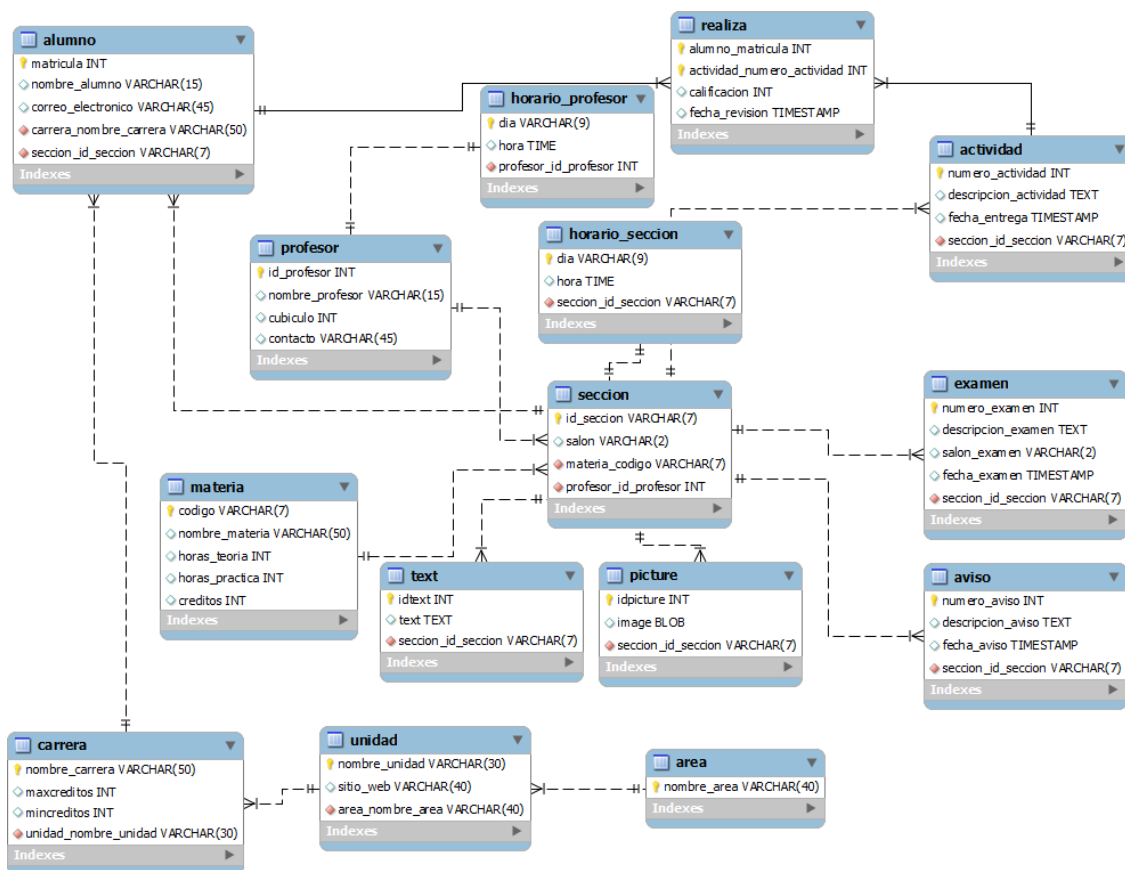 alumno
matricula INT
nombre_alumno VARCHAR(15)
correo_electronico VARCHAR(45)
carrera_nombre_carrera VARCHAR(50)
seccion_id_seccion VARCHAR(7)
Indexes
realiza
alumno_matricula INT
actividad_numero_actividad INT
calificacion INT
fecha_revision TIMESTAMP
Indexes
horario_profesor
dia VARCHAR(9)
hora TIME
profesor_id_profesor INT
Indexes
actividad
numero_actividad INT
descripcion_actividad TEXT
fecha_entrega TIMESTAMP
seccion_id_seccion VARCHAR(7)
Indexes
profesor
id_profesor INT
nombre_profesor VARCHAR(15)
cubiculo INT
contacto VARCHAR(45)
Indexes
horario_seccion
dia VARCHAR(9)
hora TIME
seccion_id_seccion VARCHAR(7)
Indexes
seccion
id_seccion VARCHAR(7)
salon VARCHAR(2)
materia_codigo VARCHAR(7)
profesor_id_profesor INT
Indexes
examen
numero_examen INT
descripcion_examen TEXT
salon_examen VARCHAR(2)
fecha_examen TIMESTAMP
seccion_id_seccion VARCHAR(7)
Indexes
materia
codigo VARCHAR(7)
nombre_materia VARCHAR(50)
horas_teoria INT
horas_practica INT
creditos INT
Indexes
text
idtext INT
text TEXT
seccion_id_seccion VARCHAR(7)
Indexes
picture
idpicture INT
image BLOB
seccion_id_seccion VARCHAR(7)
Indexes
aviso
numero_aviso INT
descripcion_aviso TEXT
fecha_aviso TIMESTAMP
seccion_id_seccion VARCHAR(7)
Indexes
carrera
nombre_carrera VARCHAR(50)
maxcreditos INT
mincreditos INT
unidad_nombre_unidad VARCHAR(30)
Indexes
unidad
nombre_unidad VARCHAR(30)
sitio_web VARCHAR(40)
area_nombre_area VARCHAR(40)
Indexes
area
nombre_area VARCHAR(40)
Indexes